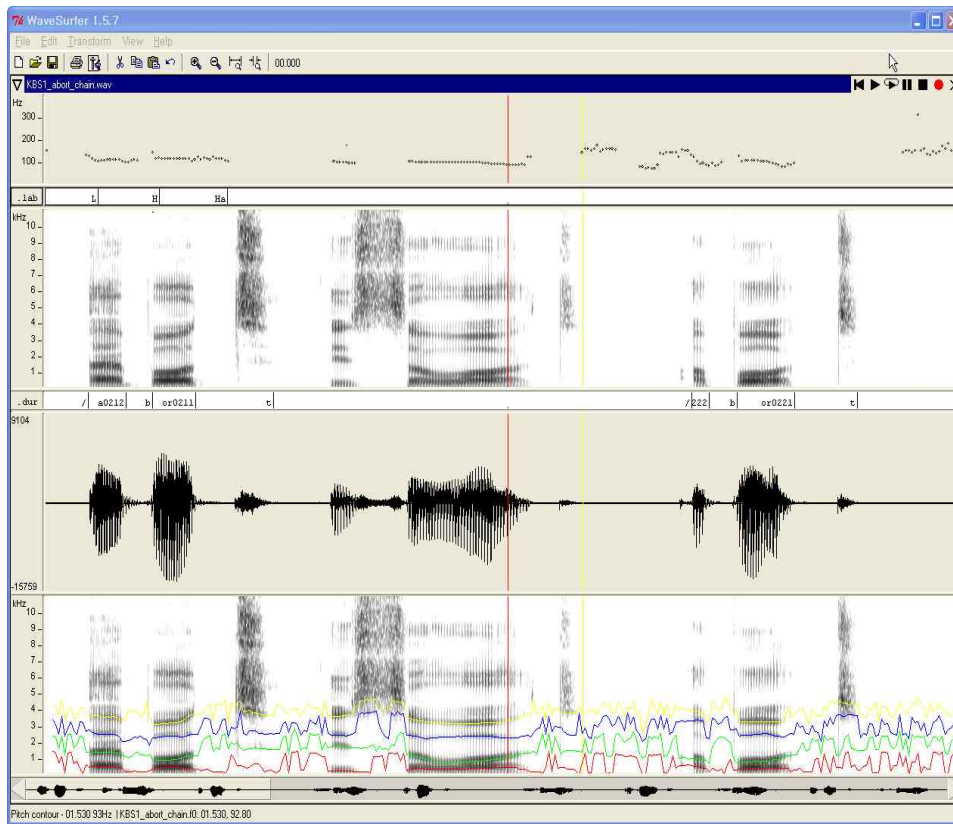 WaveSurfer 1.5.7
File Edit Transform View Help
00.000
KBS1_abort_chain.wav
Hz
300
200
100
.lab L H Ha
kHz
10
9
8
7
6
5
4
3
2
1
.dur / a0212 b or0211 t /222 b or0221 t
9104
-15759
kHz
10
9
8
7
6
5
4
3
2
1
Pitch contour - 01.530 93Hz | KBS1_abort_chain.f0: 01.530, 92.80